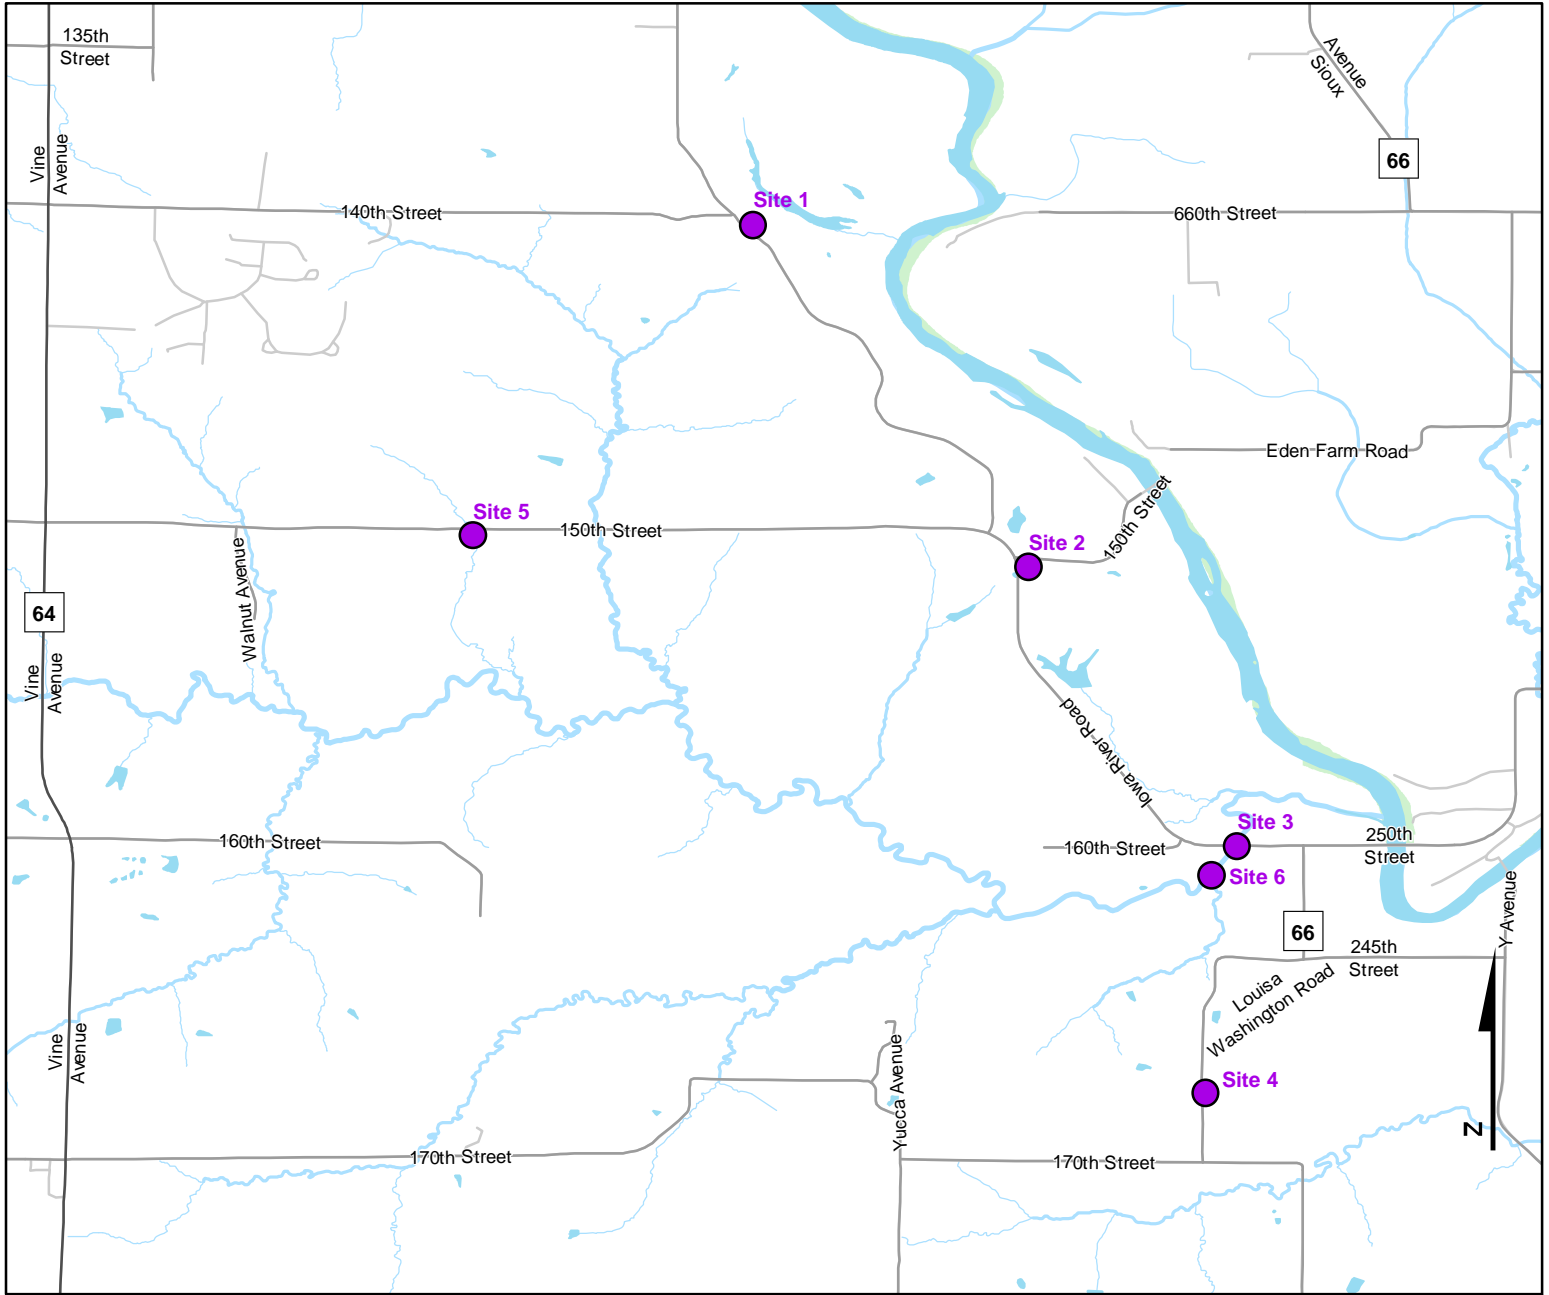 135th
Street
Avenue
Sioux
Vine
Avenue
66
Site 1
140th Street
660th Street
Eden Farm Road
Site 5
150th Street
150th Street
Site 2
Walnut Avenue
64
Vine
Avenue
Iowa River Road
Site 3
160th Street
160th Street
250th
Street
Site 6
Y Avenue
66
245th
Street
Louisa
Washington Road
Vine
Avenue
Yucca Avenue
Site 4
N
170th Street
170th Street